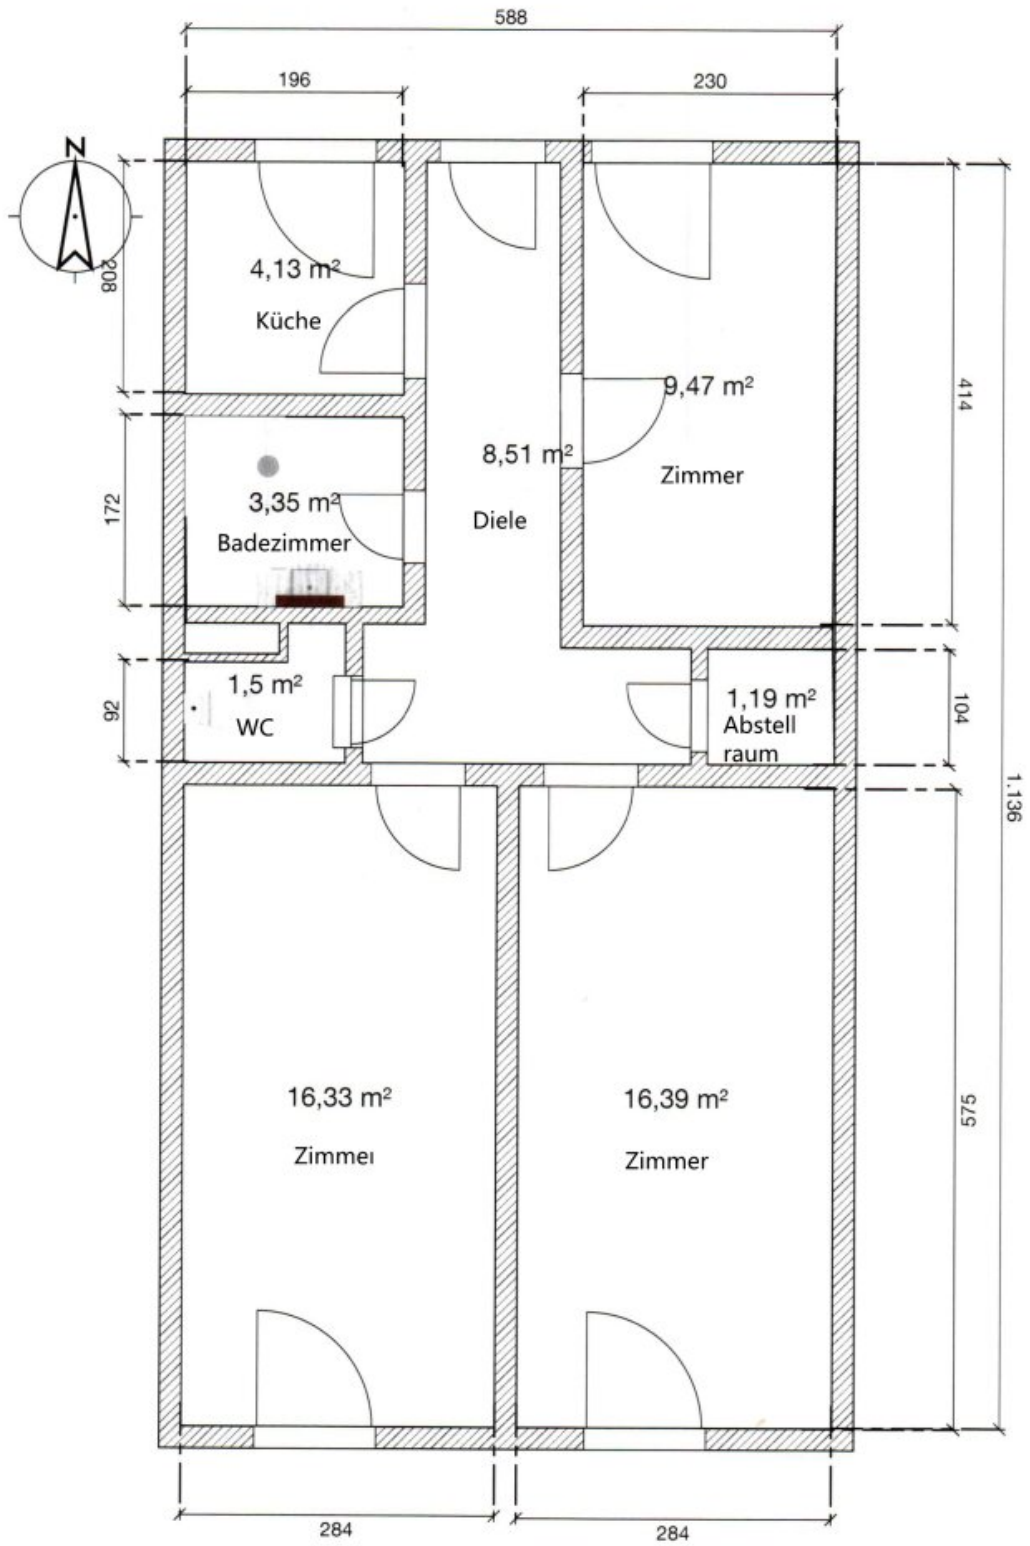 588
196
230
N
208
4,13 m²
Küche
9,47 m²
Zimmer
414
8,51 m²
Diele
172
3,35 m²
Badezimmer
92
1,5 m²
WC
1,19 m²
Abstell
raum
104
1.136
16,33 m²
Zimmer
16,39 m²
Zimmer
575
284
284